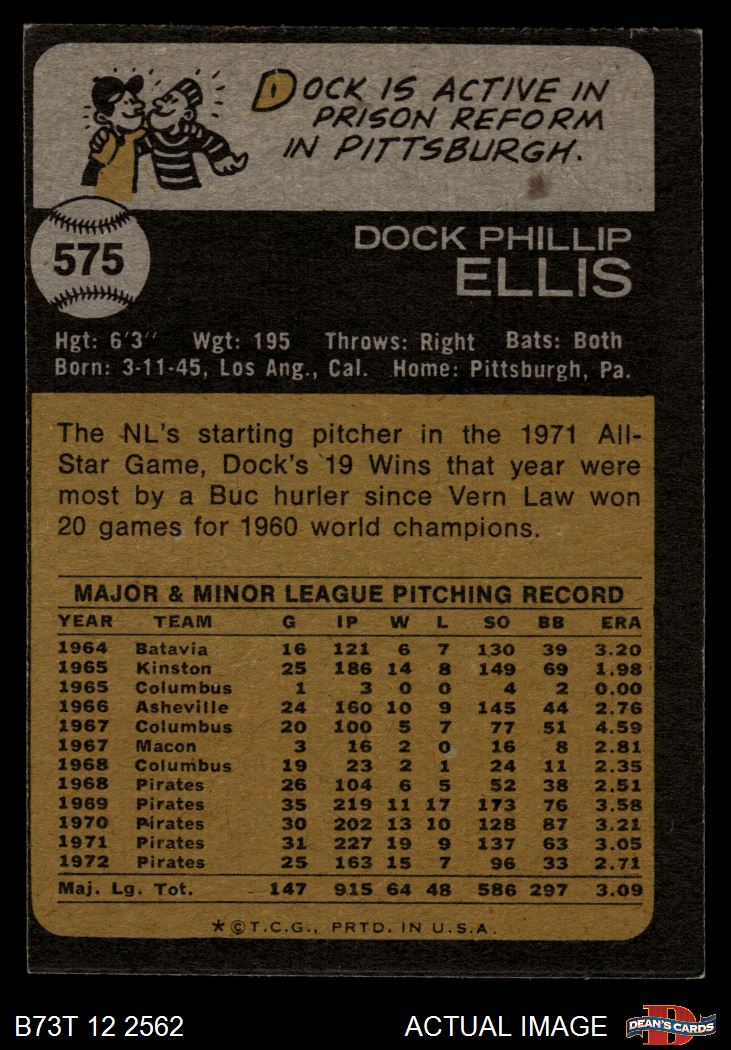 DOCK IS ACTIVE IN
PRISON REFORM
IN PITTSBURGH.
575
DOCK PHILLIP
ELLIS
Hgt: 6'3" Wgt: 195 Throws: Right Bats: Both
Born: 3-11-45, Los Ang., Cal. Home: Pittsburgh, Pa.
The NL's starting pitcher in the 1971 All-
Star Game, Dock's 19 Wins that year were
most by a Buc hurler since Vern Law won
20 games for 1960 world champions.
MAJOR & MINOR LEAGUE PITCHING RECORD
YEAR TEAM G IP W L SO BB ERA
1964 Batavia 16 121 6 7 130 39 3.20
1965 Kinston 25 186 14 8 149 69 1.98
1965 Columbus 1 3 0 0 4 2 0.00
1966 Asheville 24 160 10 9 145 44 2.76
1967 Columbus 20 100 5 7 77 51 4.59
1967 Macon 3 16 2 0 16 8 2.81
1968 Columbus 19 23 2 1 24 11 2.35
1968 Pirates 26 104 6 5 52 38 2.51
1969 Pirates 35 219 11 17 173 76 3.58
1970 Pirates 30 202 13 10 128 87 3.21
1971 Pirates 31 227 19 9 137 63 3.05
1972 Pirates 25 163 15 7 96 33 2.71
Maj. Lg. Tot. 147 915 64 48 586 297 3.09
*©T.C.G., PRTD. IN U.S.A.
B73T 12 2562 ACTUAL IMAGE D DEAN'S CARDS